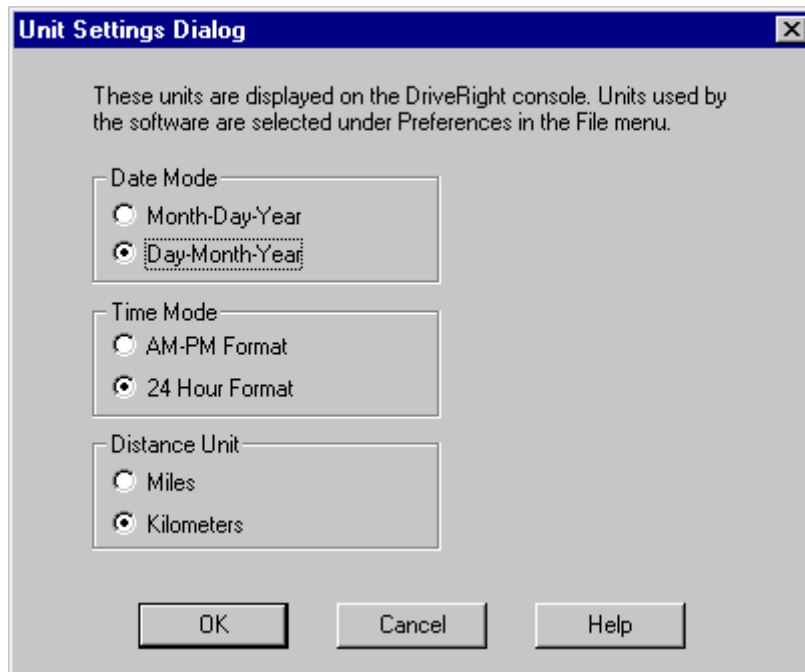 Unit Settings Dialog
These units are displayed on the DriveRight console. Units used by
the software are selected under Preferences in the File menu.
Date Mode
Month-Day-Year
Day-Month-Year
Time Mode
AM-PM Format
24 Hour Format
Distance Unit
Miles
Kilometers
OK Cancel Help